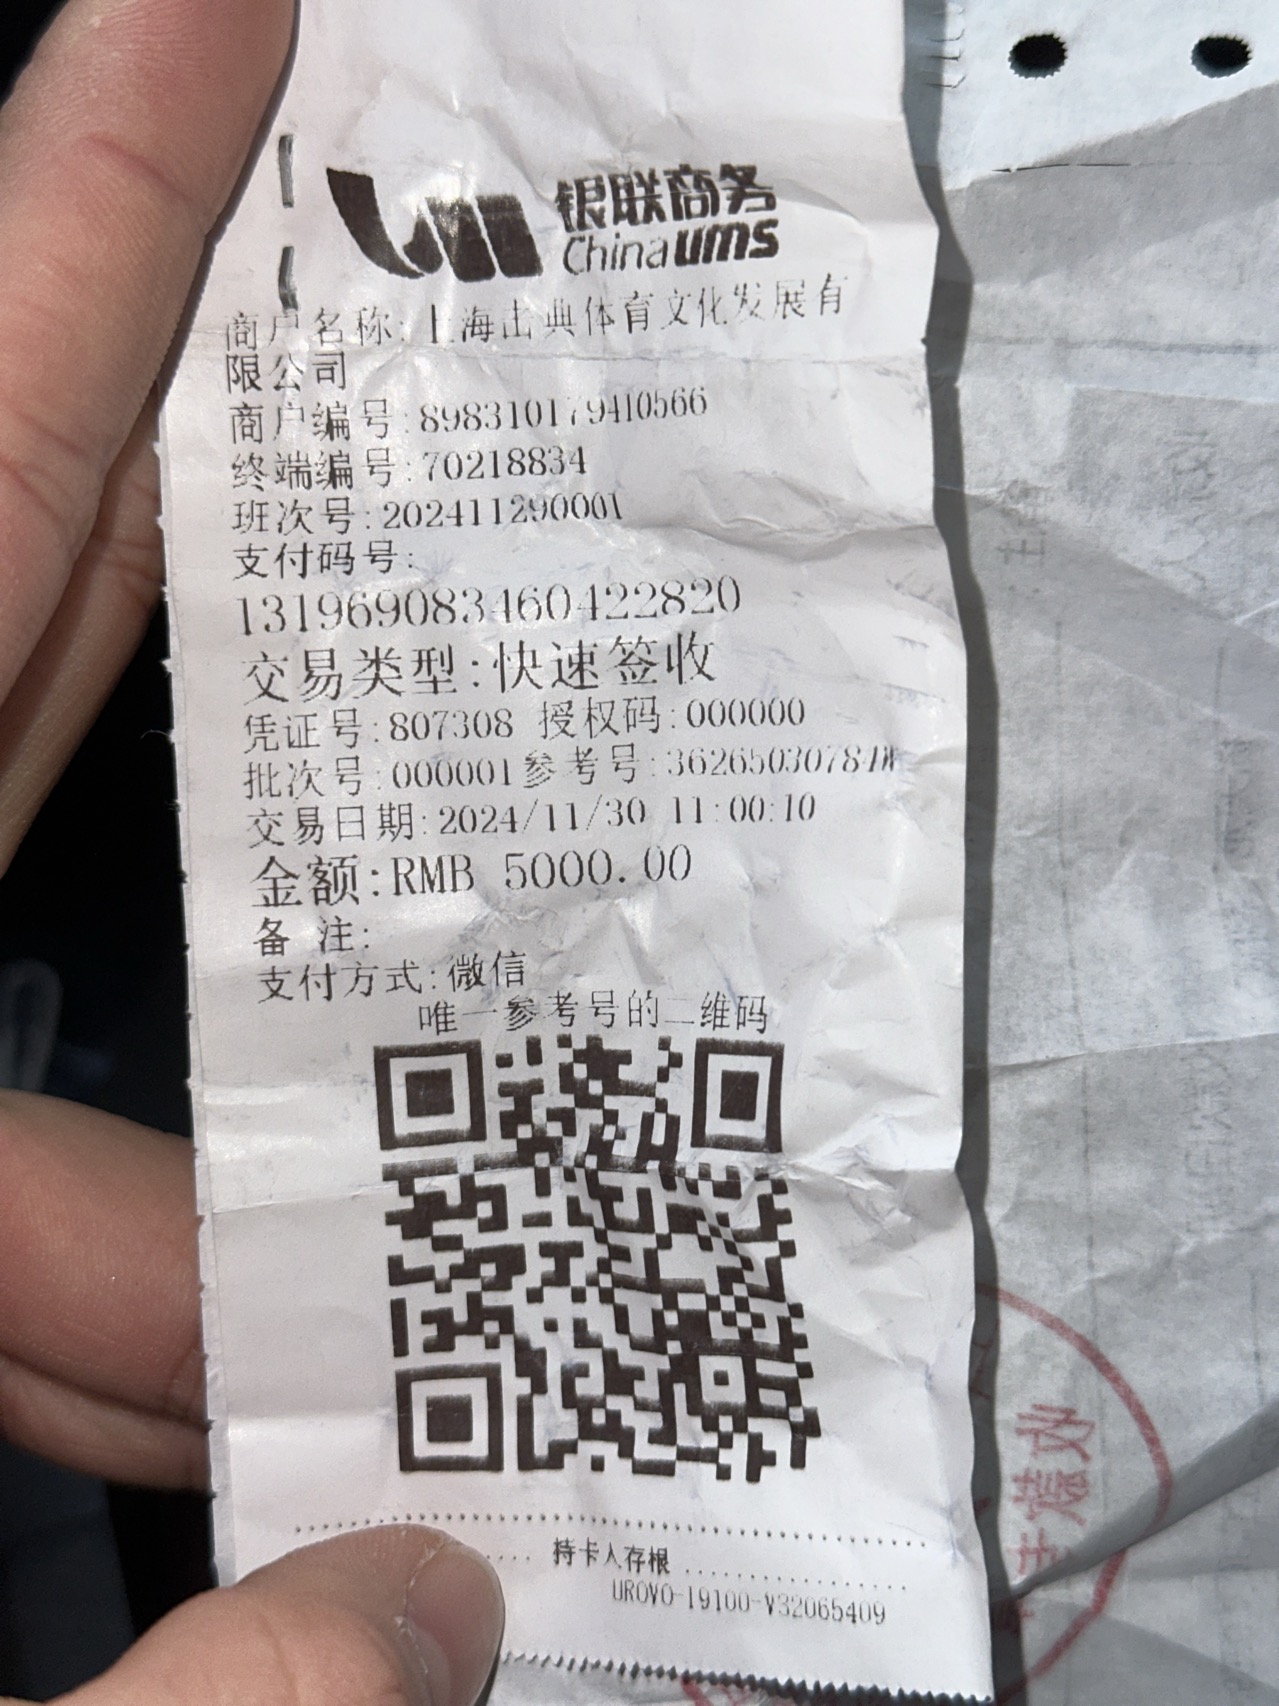 银联商务
Chinaums
商户名称:上海出典体育文化发展有
限公司
商户编号:898310179410566
终端编号:70218834
班次号:202411290001
支付码号:
131969083460422820
交易类型:快速签收
凭证号:807308 授权码:000000
批次号:000001参考号:36265030784W
交易日期:2024/11/30 11:00:10
金额:RMB 5000.00
备 注:
支付方式:微信
唯一参考号的二维码
持卡人存根
UROVO-I9100-V32065409